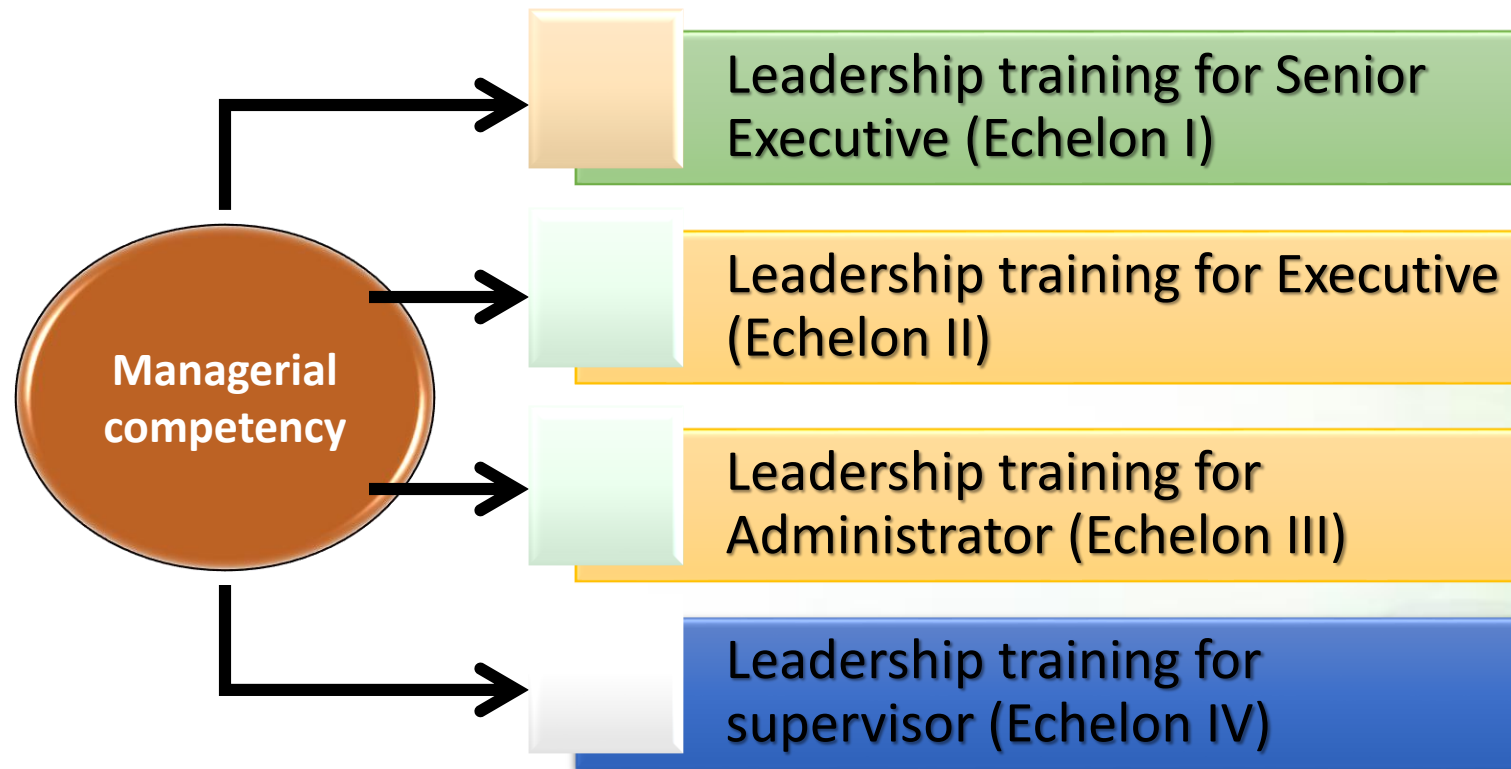 Leadership training for Senior
Executive (Echelon I)
Leadership training for Executive
(Echelon II)
Managerial
competency
Leadership training for
Administrator (Echelon III)
Leadership training for
supervisor (Echelon IV)